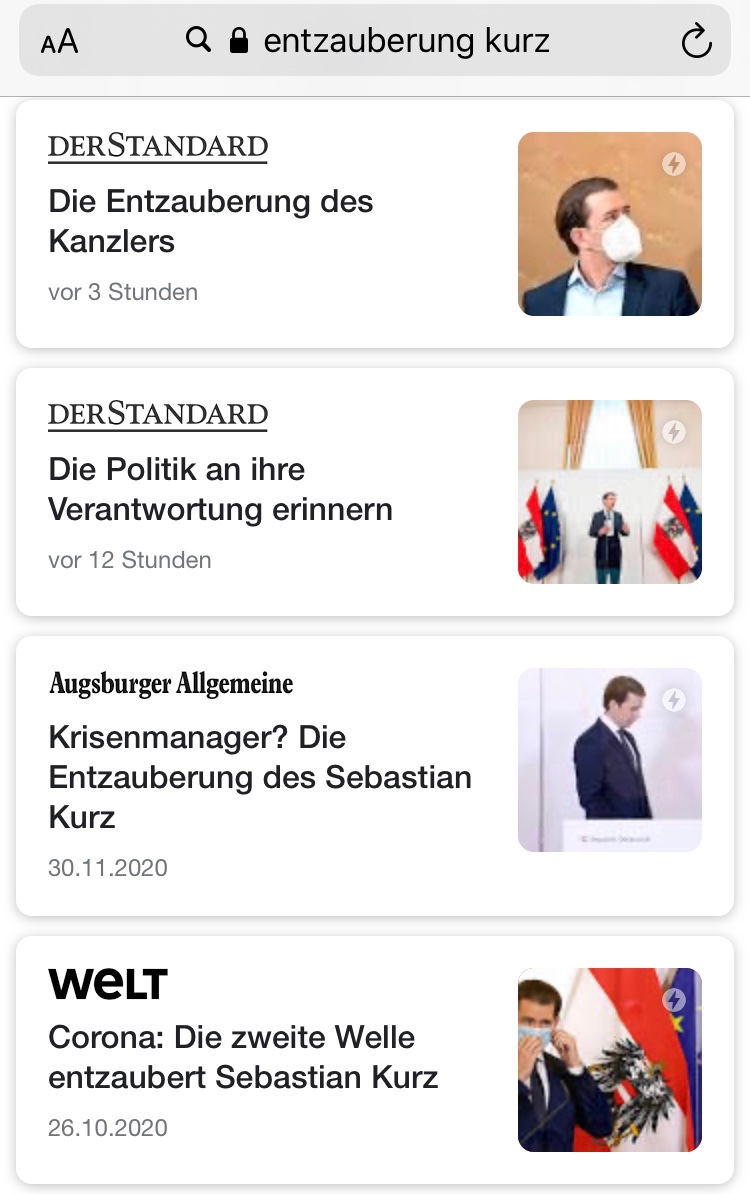 AA entzauberung kurz
DERSTANDARD
Die Entzauberung des
Kanzlers
vor 3 Stunden
DERSTANDARD
Die Politik an ihre
Verantwortung erinnern
vor 12 Stunden
Augsburger Allgemeine
Krisenmanager? Die
Entzauberung des Sebastian
Kurz
30.11.2020
WELT
Corona: Die zweite Welle
entzaubert Sebastian Kurz
26.10.2020